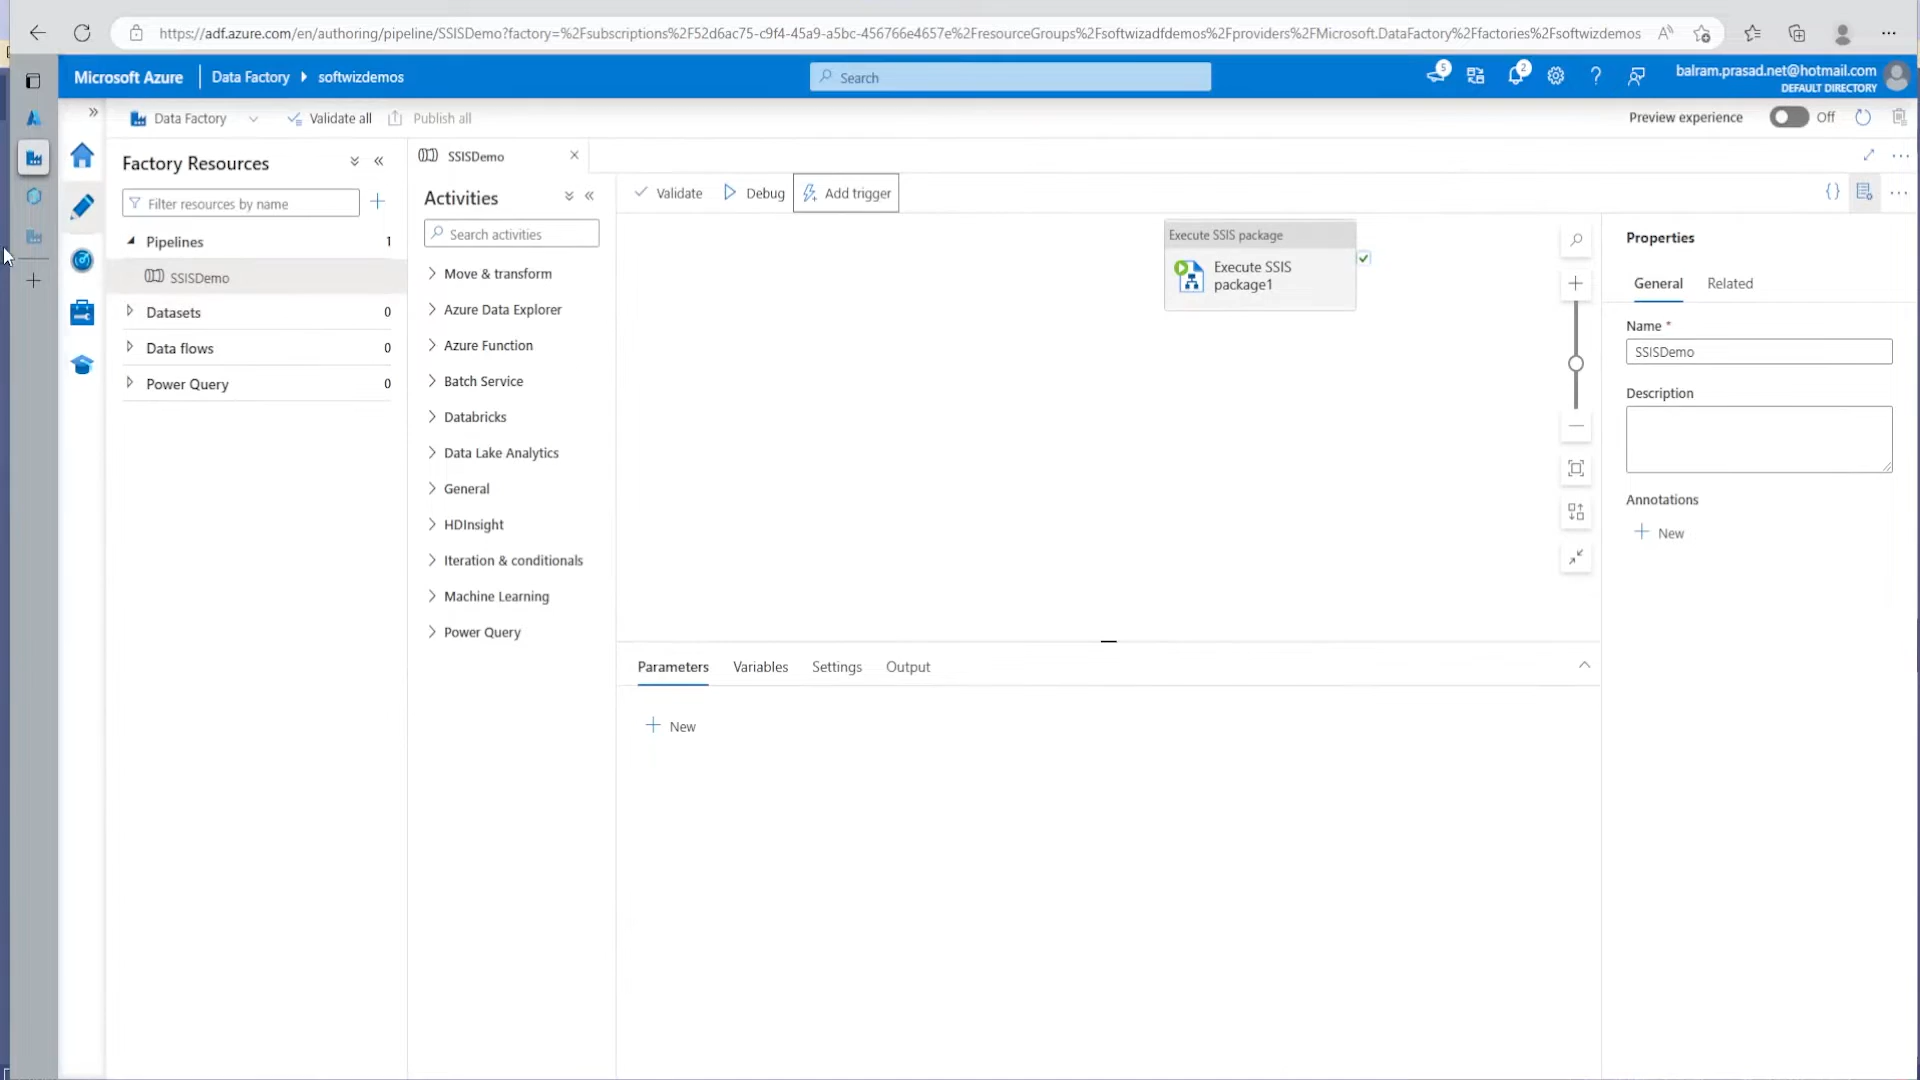 https://adf.azure.com/en/authoring/pipeline/SSISDemo?factory=%2Fsubscriptions%2F52d6ac75-c9f4-45a9-a5bc-456766e4657e%2FresourceGroups%2Fsoftwizadfdemos%2Fproviders%2FMicrosoft.DataFactory%2Ffactories%2Fsoftwizdemos
Microsoft Azure Data Factory softwizdemos
Search
5
2
balram.prasad.net@hotmail.com
DEFAULT DIRECTORY
Data Factory Validate all Publish all
Preview experience Off
Factory Resources
Filter resources by name
Pipelines 1
SSISDemo
Datasets 0
Data flows 0
Power Query 0
SSISDemo
Activities
Search activities
Move & transform
Azure Data Explorer
Azure Function
Batch Service
Databricks
Data Lake Analytics
General
HDInsight
Iteration & conditionals
Machine Learning
Power Query
Validate Debug Add trigger
Execute SSIS package
Execute SSIS
package1
Parameters Variables Settings Output
New
Properties
General Related
Name *
SSISDemo
Description
Annotations
New